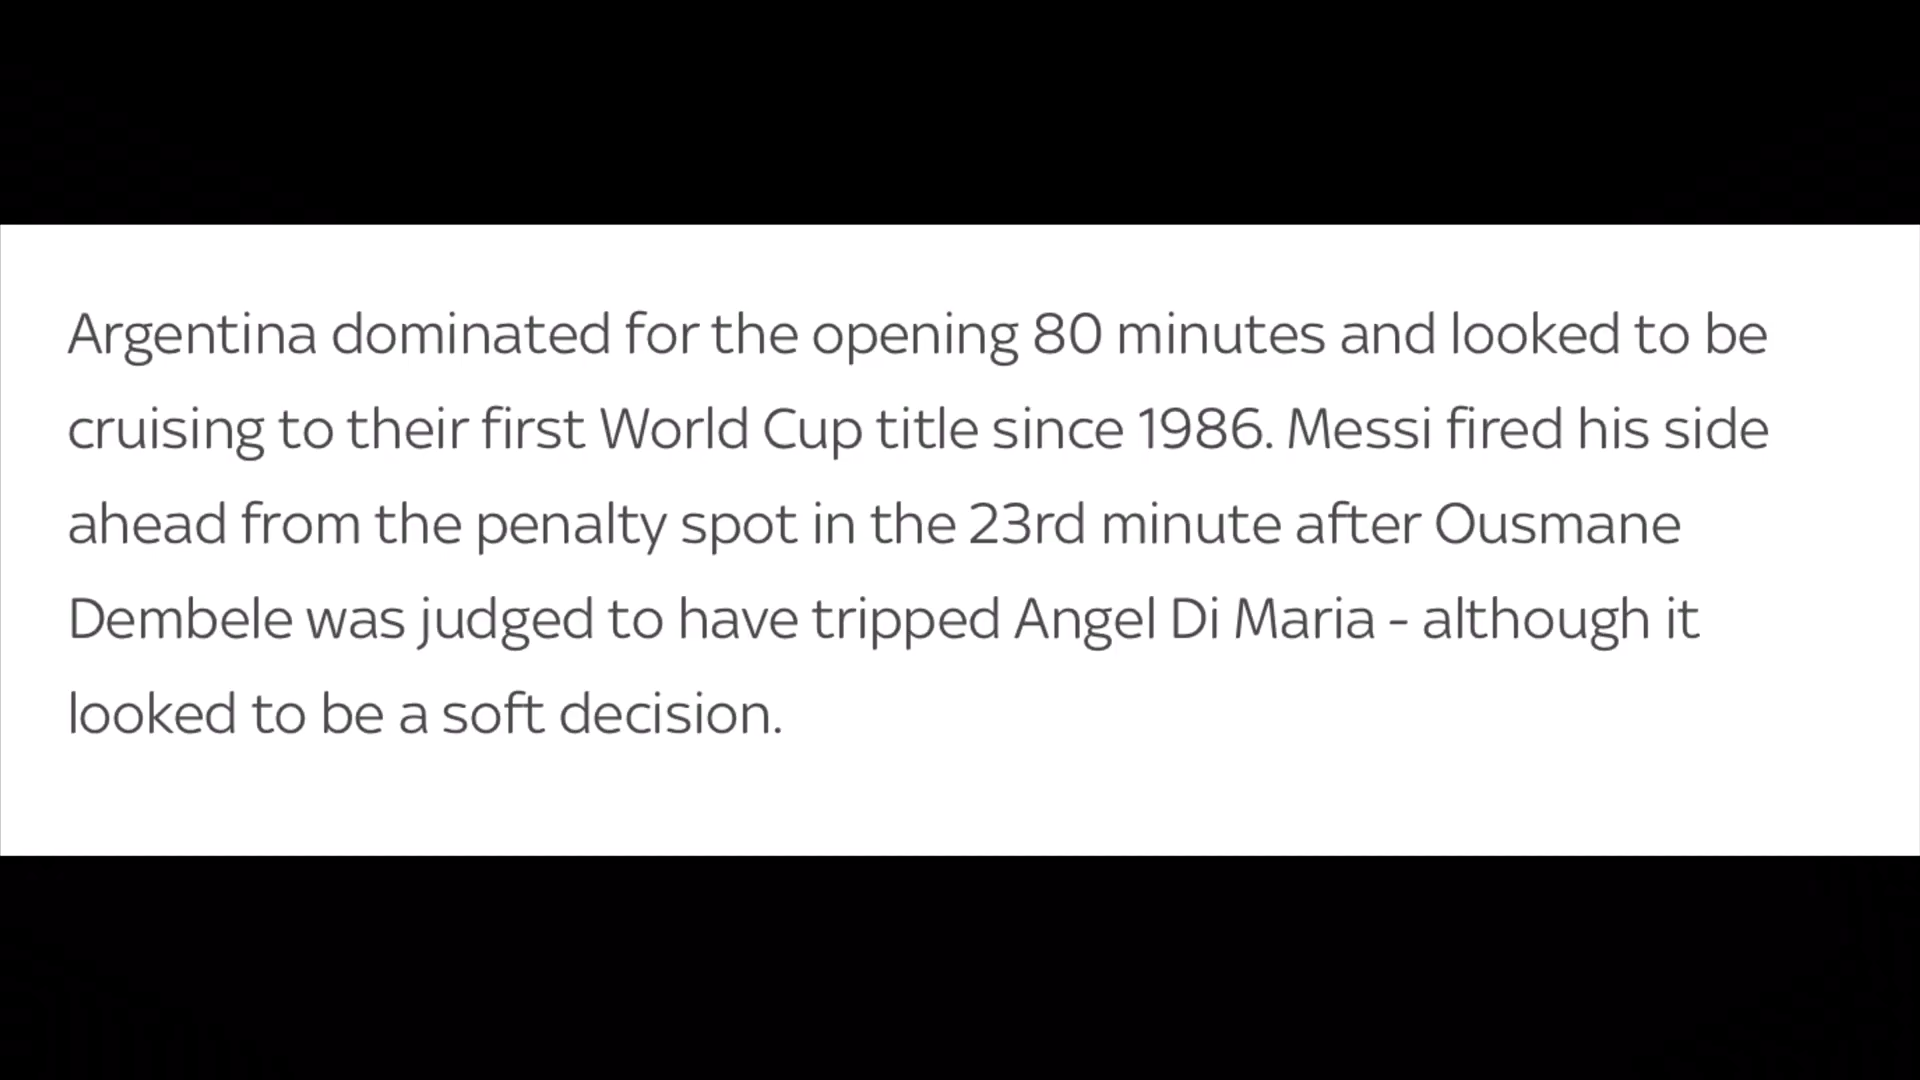 Argentina dominated for the opening 80 minutes and looked to be
cruising to their first World Cup title since 1986. Messi fired his side
ahead from the penalty spot in the 23rd minute after Ousmane
Dembele was judged to have tripped Angel Di Maria - although it
looked to be a soft decision.